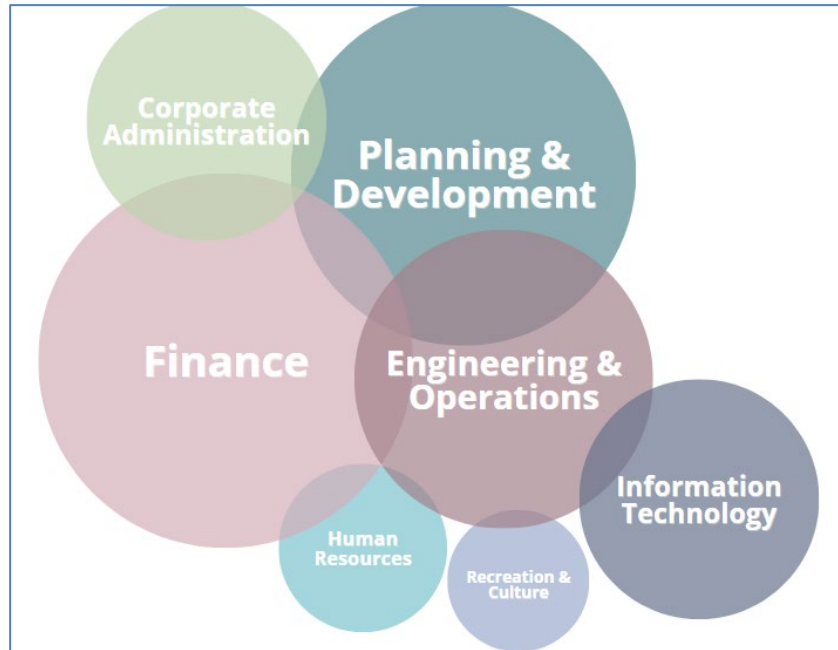 Corporate
Administration
Planning &
Development
Finance
Engineering &
Operations
Information
Technology
Human
Resources
Recreation &
Culture